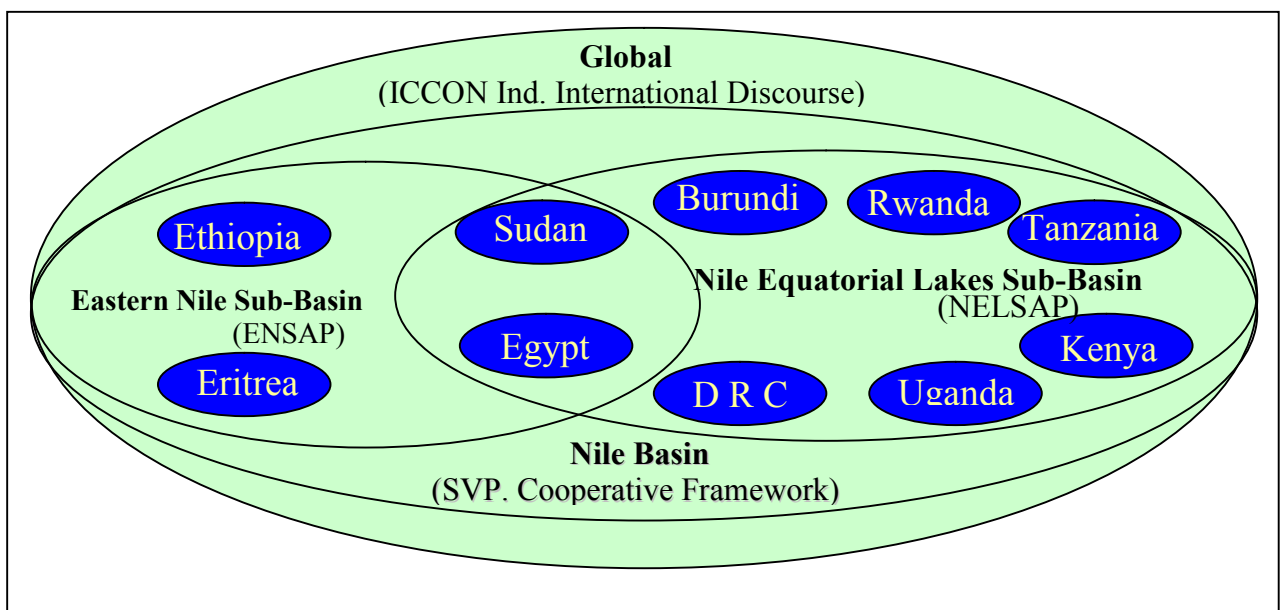 Global
(ICCON Ind. International Discourse)
Burundi
Rwanda
Ethiopia
Sudan
Tanzania
Eastern Nile Sub-Basin
(ENSAP)
Nile Equatorial Lakes Sub-Basin
(NELSAP)
Egypt
Kenya
Eritrea
D R C
Uganda
Nile Basin
(SVP. Cooperative Framework)